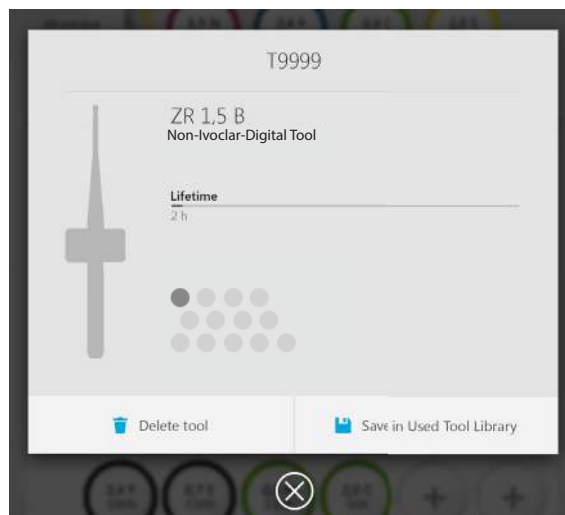 T9999
ZR 1,5 B
Non-Ivoclar-Digital Tool
Lifetime
2 h
Delete tool
Save in Used Tool Library